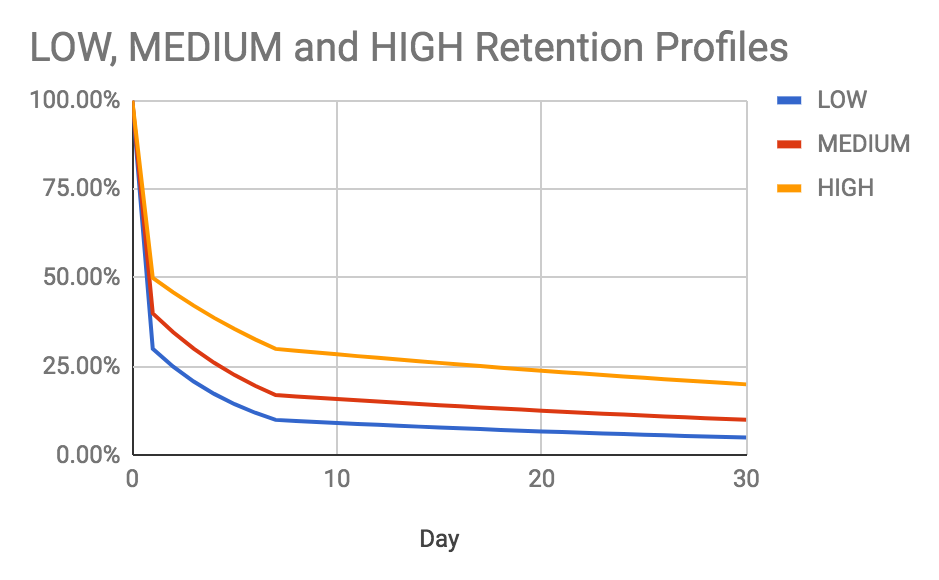 LOW, MEDIUM and HIGH Retention Profiles
100.00%
75.00%
50.00%
25.00%
0.00%
0 10 20 30
Day
LOW
MEDIUM
HIGH